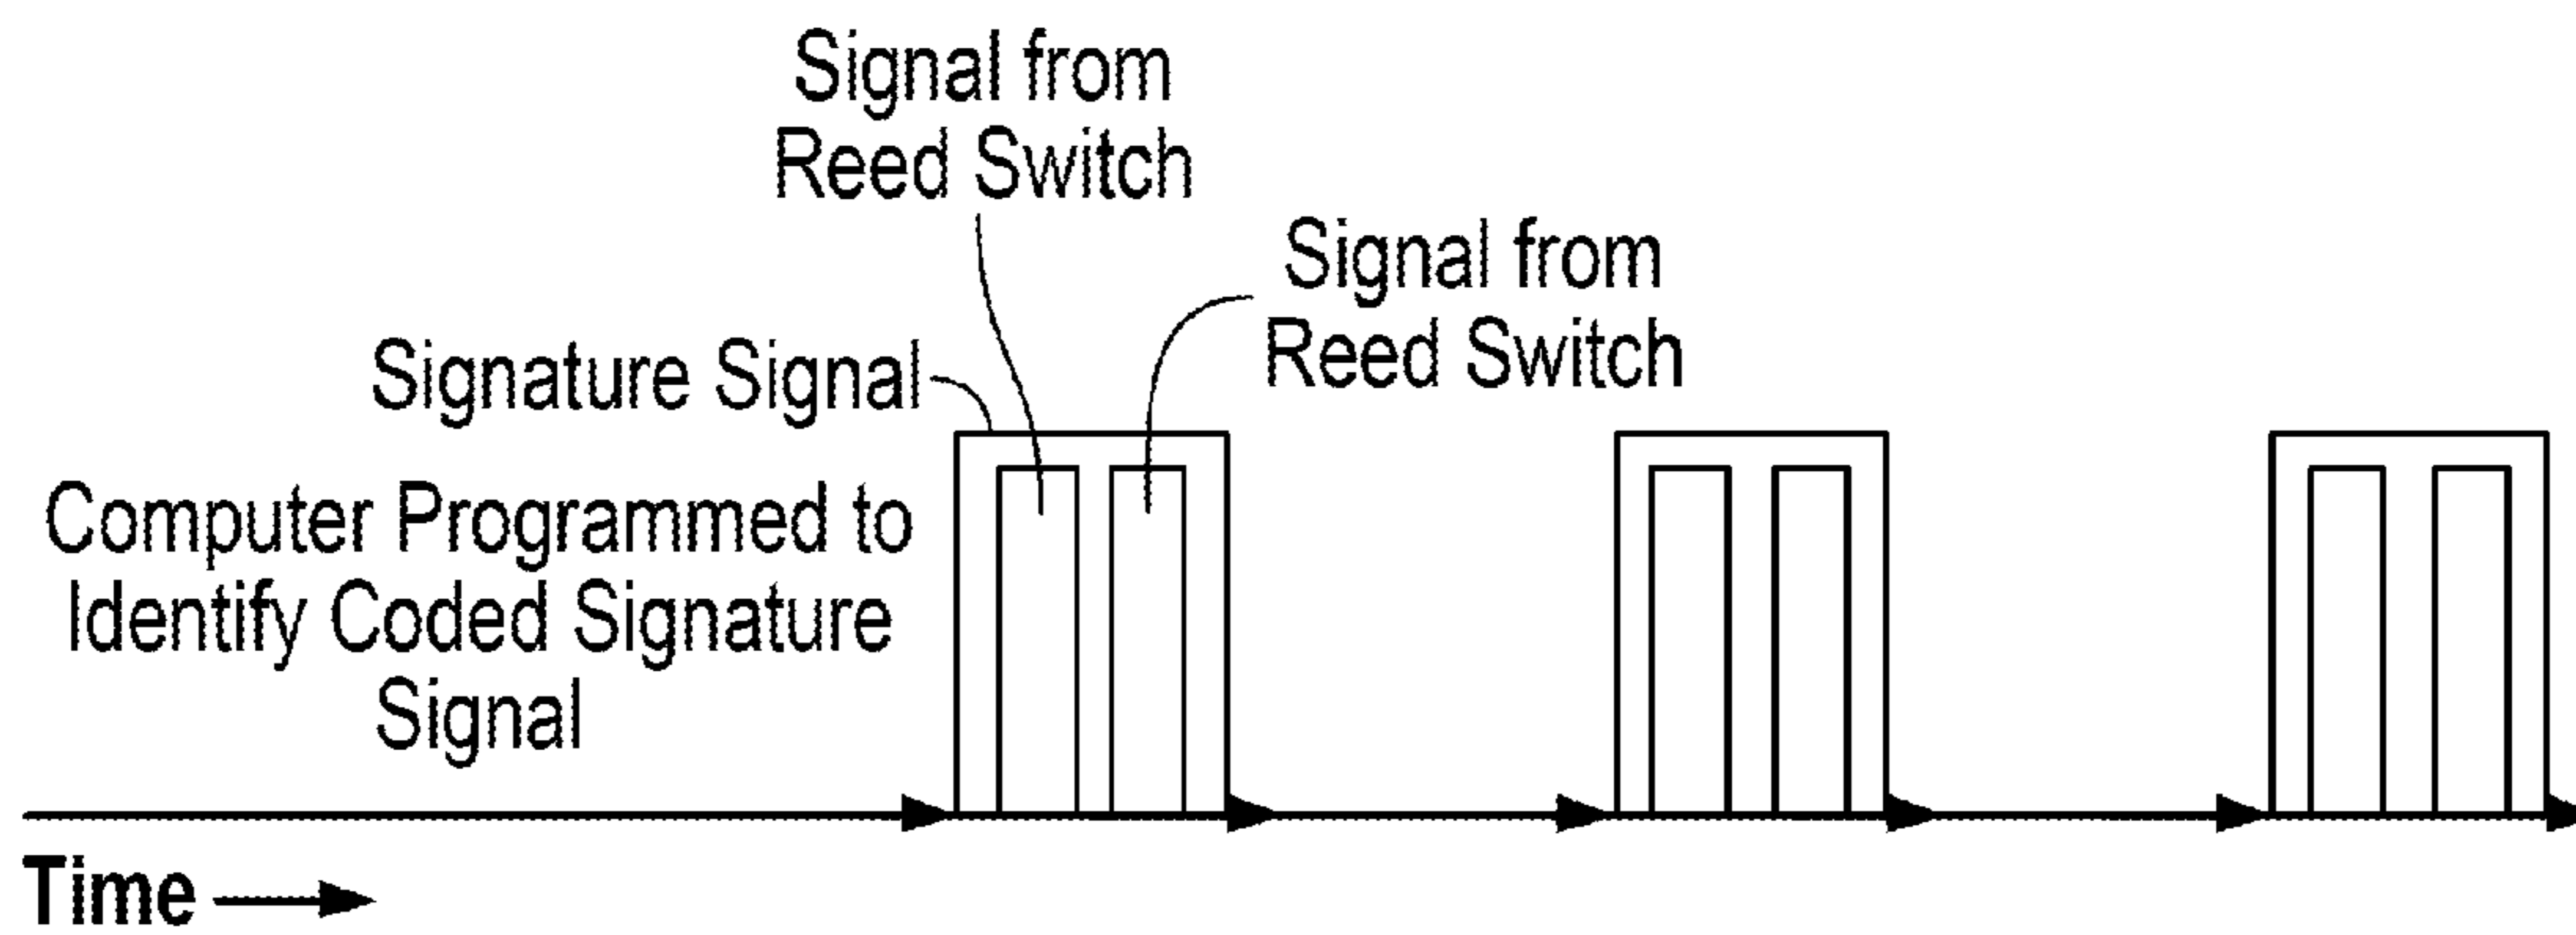 Signal from
Reed Switch
Signal from
Reed Switch
Signature Signal
Computer Programmed to
Identify Coded Signature
Signal
Time